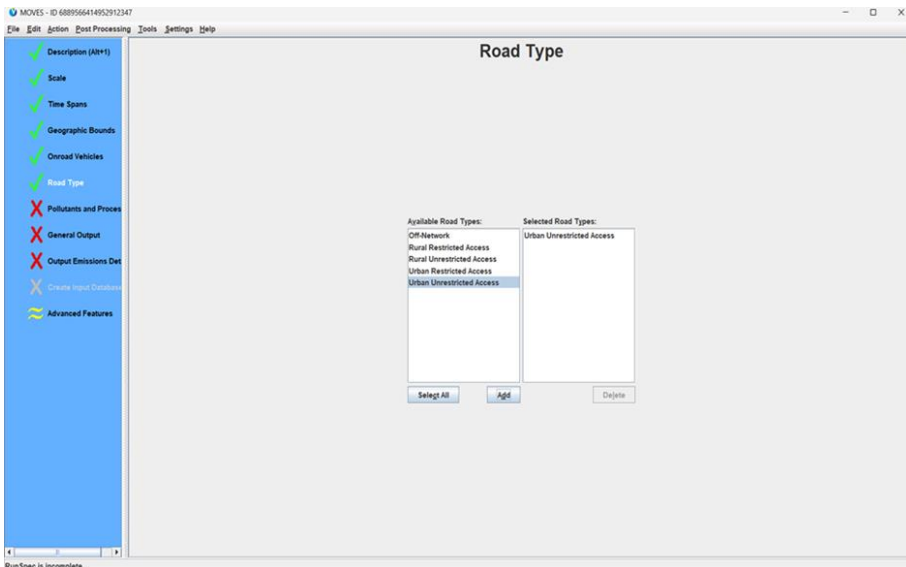 MOVES - ID 6889566414952912347
File Edit Action Post Processing Tools Settings Help
Description (Alt+1)
Scale
Time Spans
Geographic Bounds
Onroad Vehicles
Road Type
Pollutants and Proces
General Output
Output Emissions Det
Create Input Database
Advanced Features
Road Type
Available Road Types:
Off-Network
Rural Restricted Access
Rural Unrestricted Access
Urban Restricted Access
Urban Unrestricted Access
Selected Road Types:
Urban Unrestricted Access
Select All
Add
Delete
RunSpec is incomplete